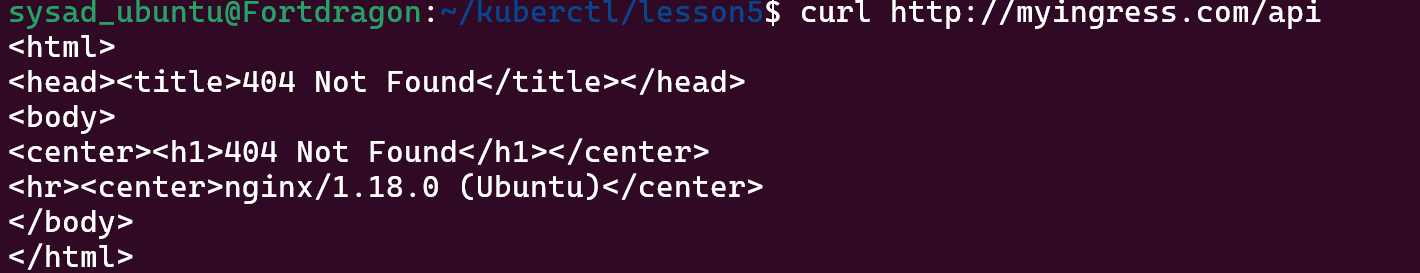 sysad_ubuntu@Fortdragon:~/kuberctl/lesson5$ curl http://myingress.com/api
<html>
<head><title>404 Not Found</title></head>
<body>
<center><h1>404 Not Found</h1></center>
<hr><center>nginx/1.18.0 (Ubuntu)</center>
</body>
</html>